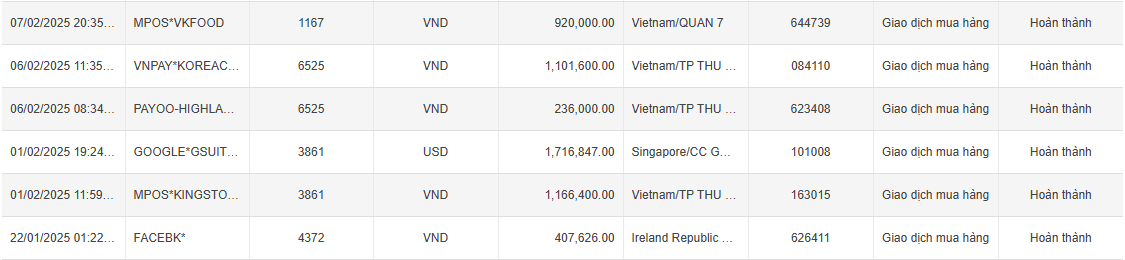 07/02/2025 20:35... MPOS*VKFOOD 1167 VND 920,000.00 Vietnam/QUAN 7 644739 Giao dịch mua hàng Hoàn thành
06/02/2025 11:35... VNPAY*KOREAC... 6525 VND 1,101,600.00 Vietnam/TP THU ... 084110 Giao dịch mua hàng Hoàn thành
06/02/2025 08:34... PAYOO-HIGHLA... 6525 VND 236,000.00 Vietnam/TP THU ... 623408 Giao dịch mua hàng Hoàn thành
01/02/2025 19:24... GOOGLE*GSUIT... 3861 USD 1,716,847.00 Singapore/CC G... 101008 Giao dịch mua hàng Hoàn thành
01/02/2025 11:59... MPOS*KINGSTO... 3861 VND 1,166,400.00 Vietnam/TP THU ... 163015 Giao dịch mua hàng Hoàn thành
22/01/2025 01:22... FACEBK* 4372 VND 407,626.00 Ireland Republic ... 626411 Giao dịch mua hàng Hoàn thành